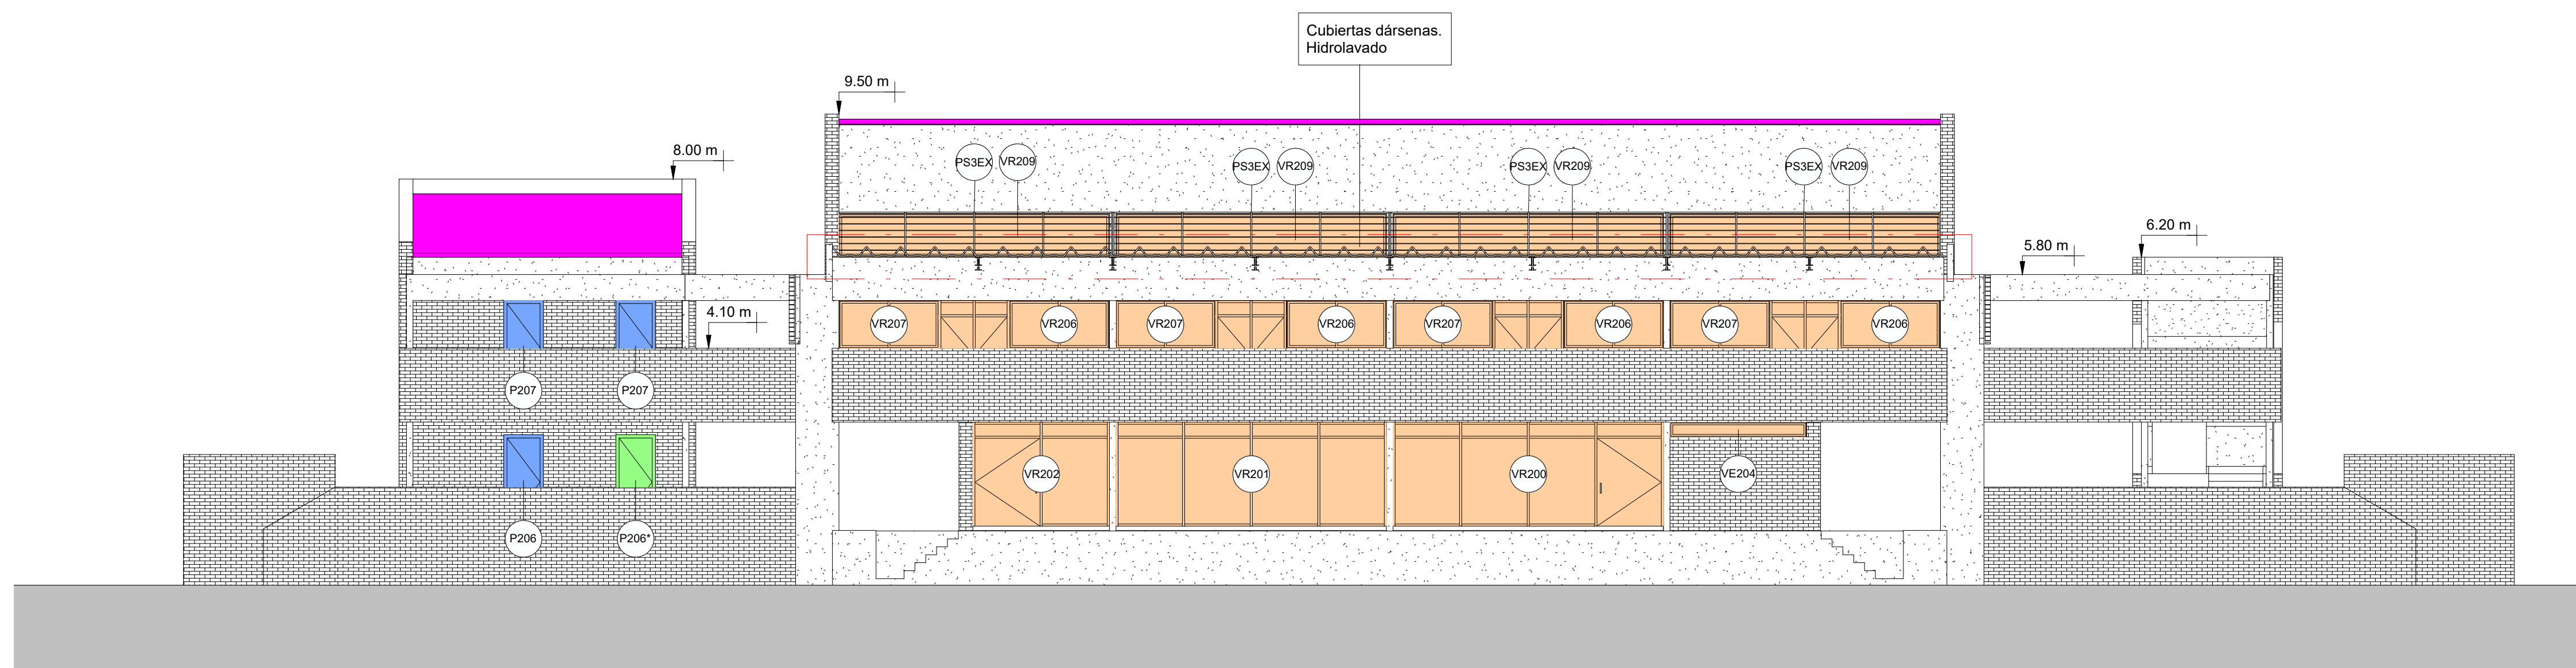 Cubiertas dársenas.
Hidrolavado
9.50 m
8.00 m
PS3EX
VR209
PS3EX
VR209
PS3EX
VR209
PS3EX
VR209
6.20 m
5.80 m
4.10 m
VR207
VR206
VR207
VR206
VR207
VR206
VR207
VR206
P207
P207
VR202
VR201
VR200
VE204
P206
P206*